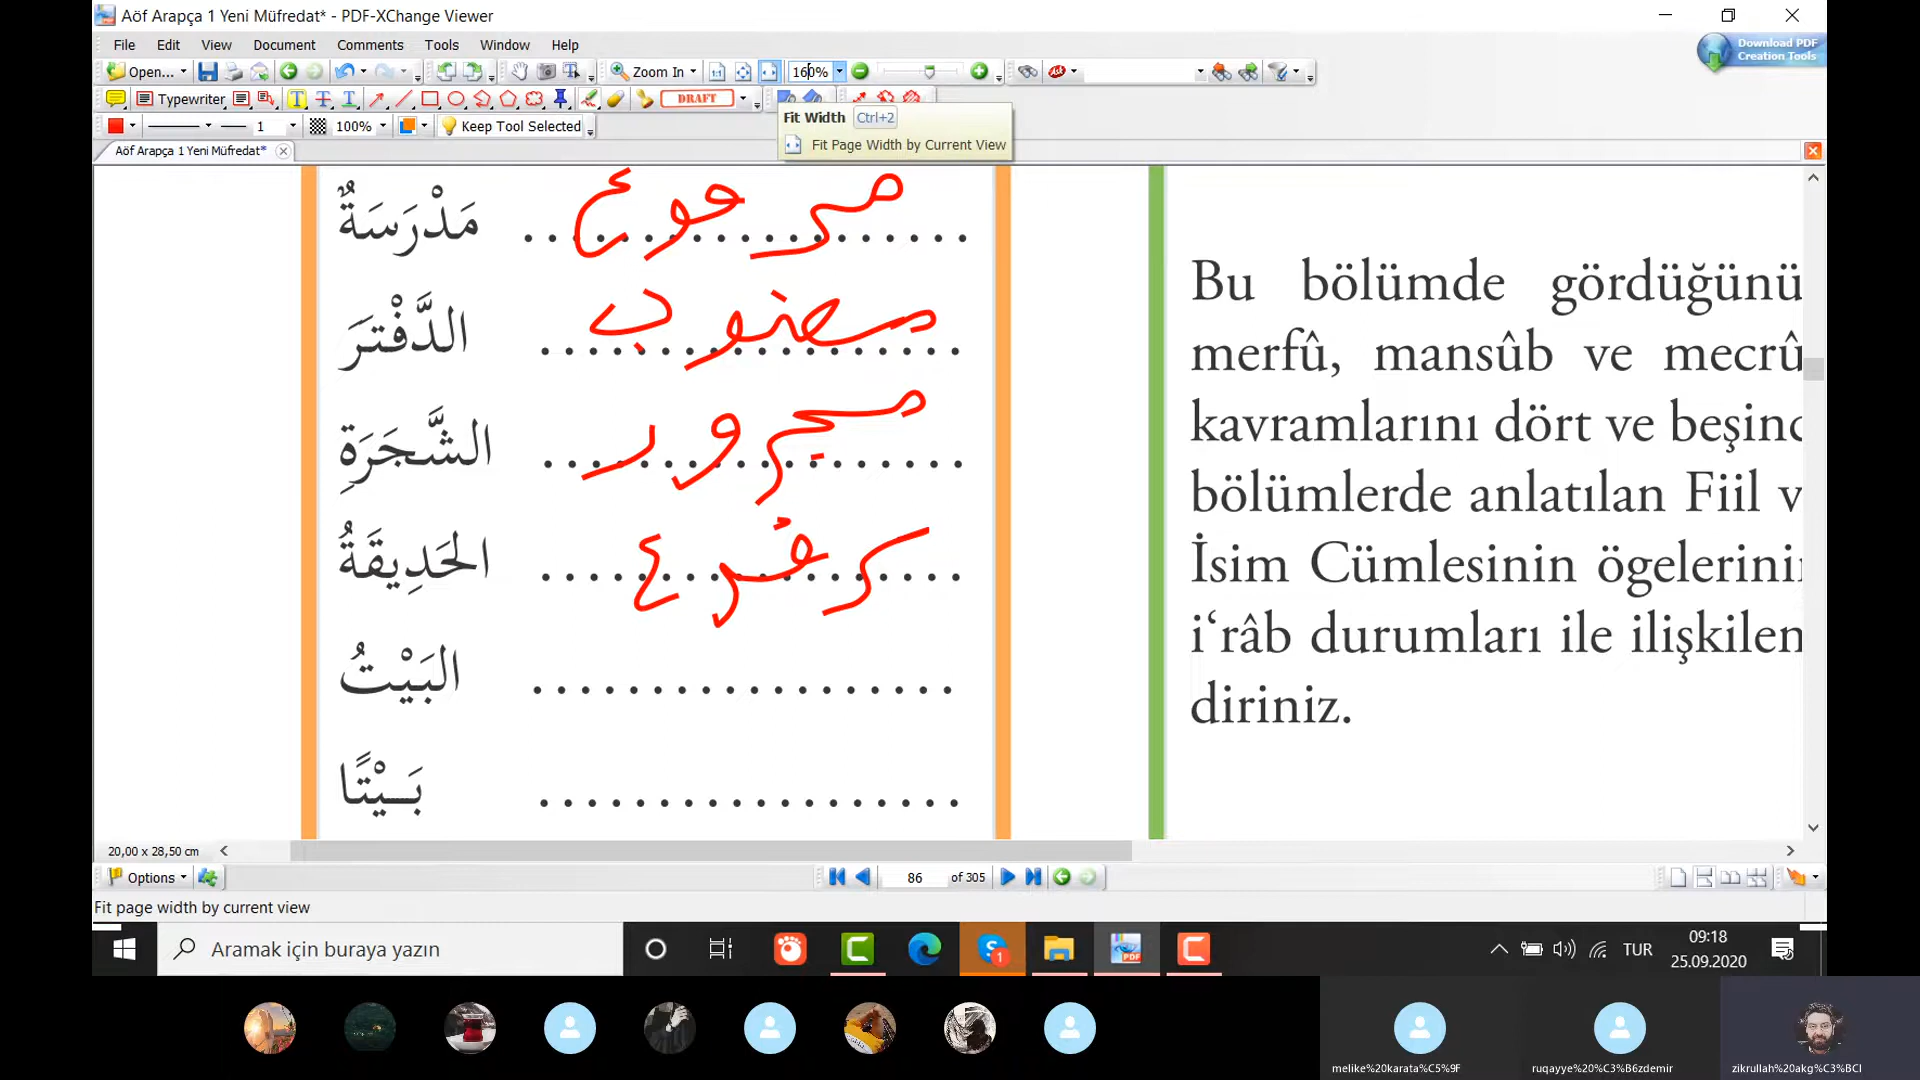 Aöf Arapça 1 Yeni Müfredat* - PDF-XChange Viewer
File Edit View Document Comments Tools Window Help
Download PDF
Creation Tools
Open... Zoom In 160%
Typewriter DRAFT
Fit Width Ctrl+2
Fit Page Width by Current View
1 100% Keep Tool Selected
Aöf Arapça 1 Yeni Müfredat*
مَدْرَسَةٌ ...................
الدَّفْتَرَ ..................
الشَّجَرَةِ ..................
الحَدِيقَةُ ..................
البَيْتُ ..................
بَــيْتًا ..................
منصوب
مجرور
Bu bölümde gördüğünü
merfû, mansûb ve mecrû
kavramlarını dört ve beşinc
bölümlerde anlatılan Fiil v
İsim Cümlesinin ögelerinin
i‘râb durumları ile ilişkilen
diriniz.
20,00 x 28,50 cm
Options 86 of 305
Fit page width by current view
Aramak için buraya yazın
1
TUR
09:18
25.09.2020
melike%20karata%C5%9F
ruqayye%20%C3%B6zdemir
zikrullah%20akg%C3%BCl